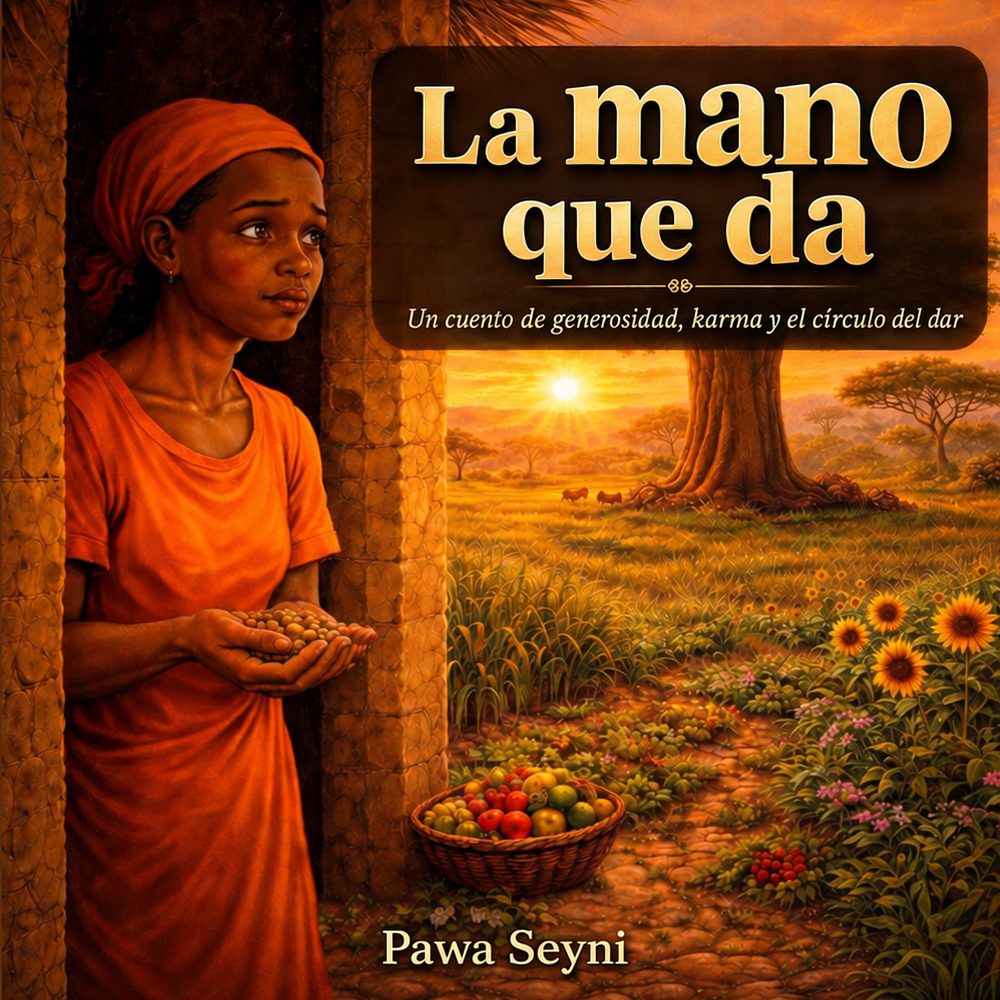 La mano
que da
Un cuento de generosidad, karma y el círculo del dar
Pawa Seyni